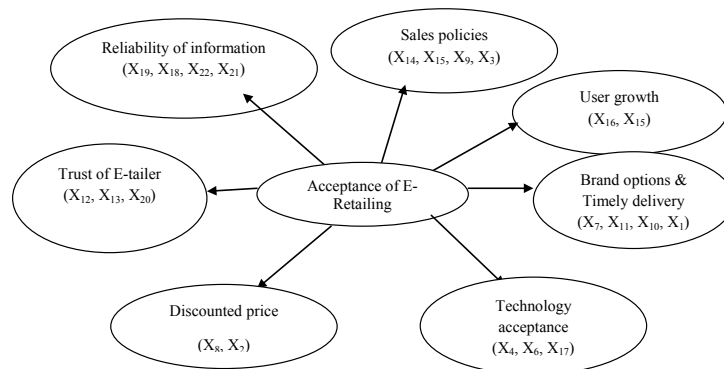 Reliability of information
(X19, X18, X22, X21)
Sales policies
(X14, X15, X9, X3)
User growth
(X16, X15)
Trust of E-tailer
(X12, X13, X20)
Acceptance of E-
Retailing
Brand options &
Timely delivery
(X7, X11, X10, X1)
Discounted price
(X8, X2)
Technology
acceptance
(X4, X6, X17)